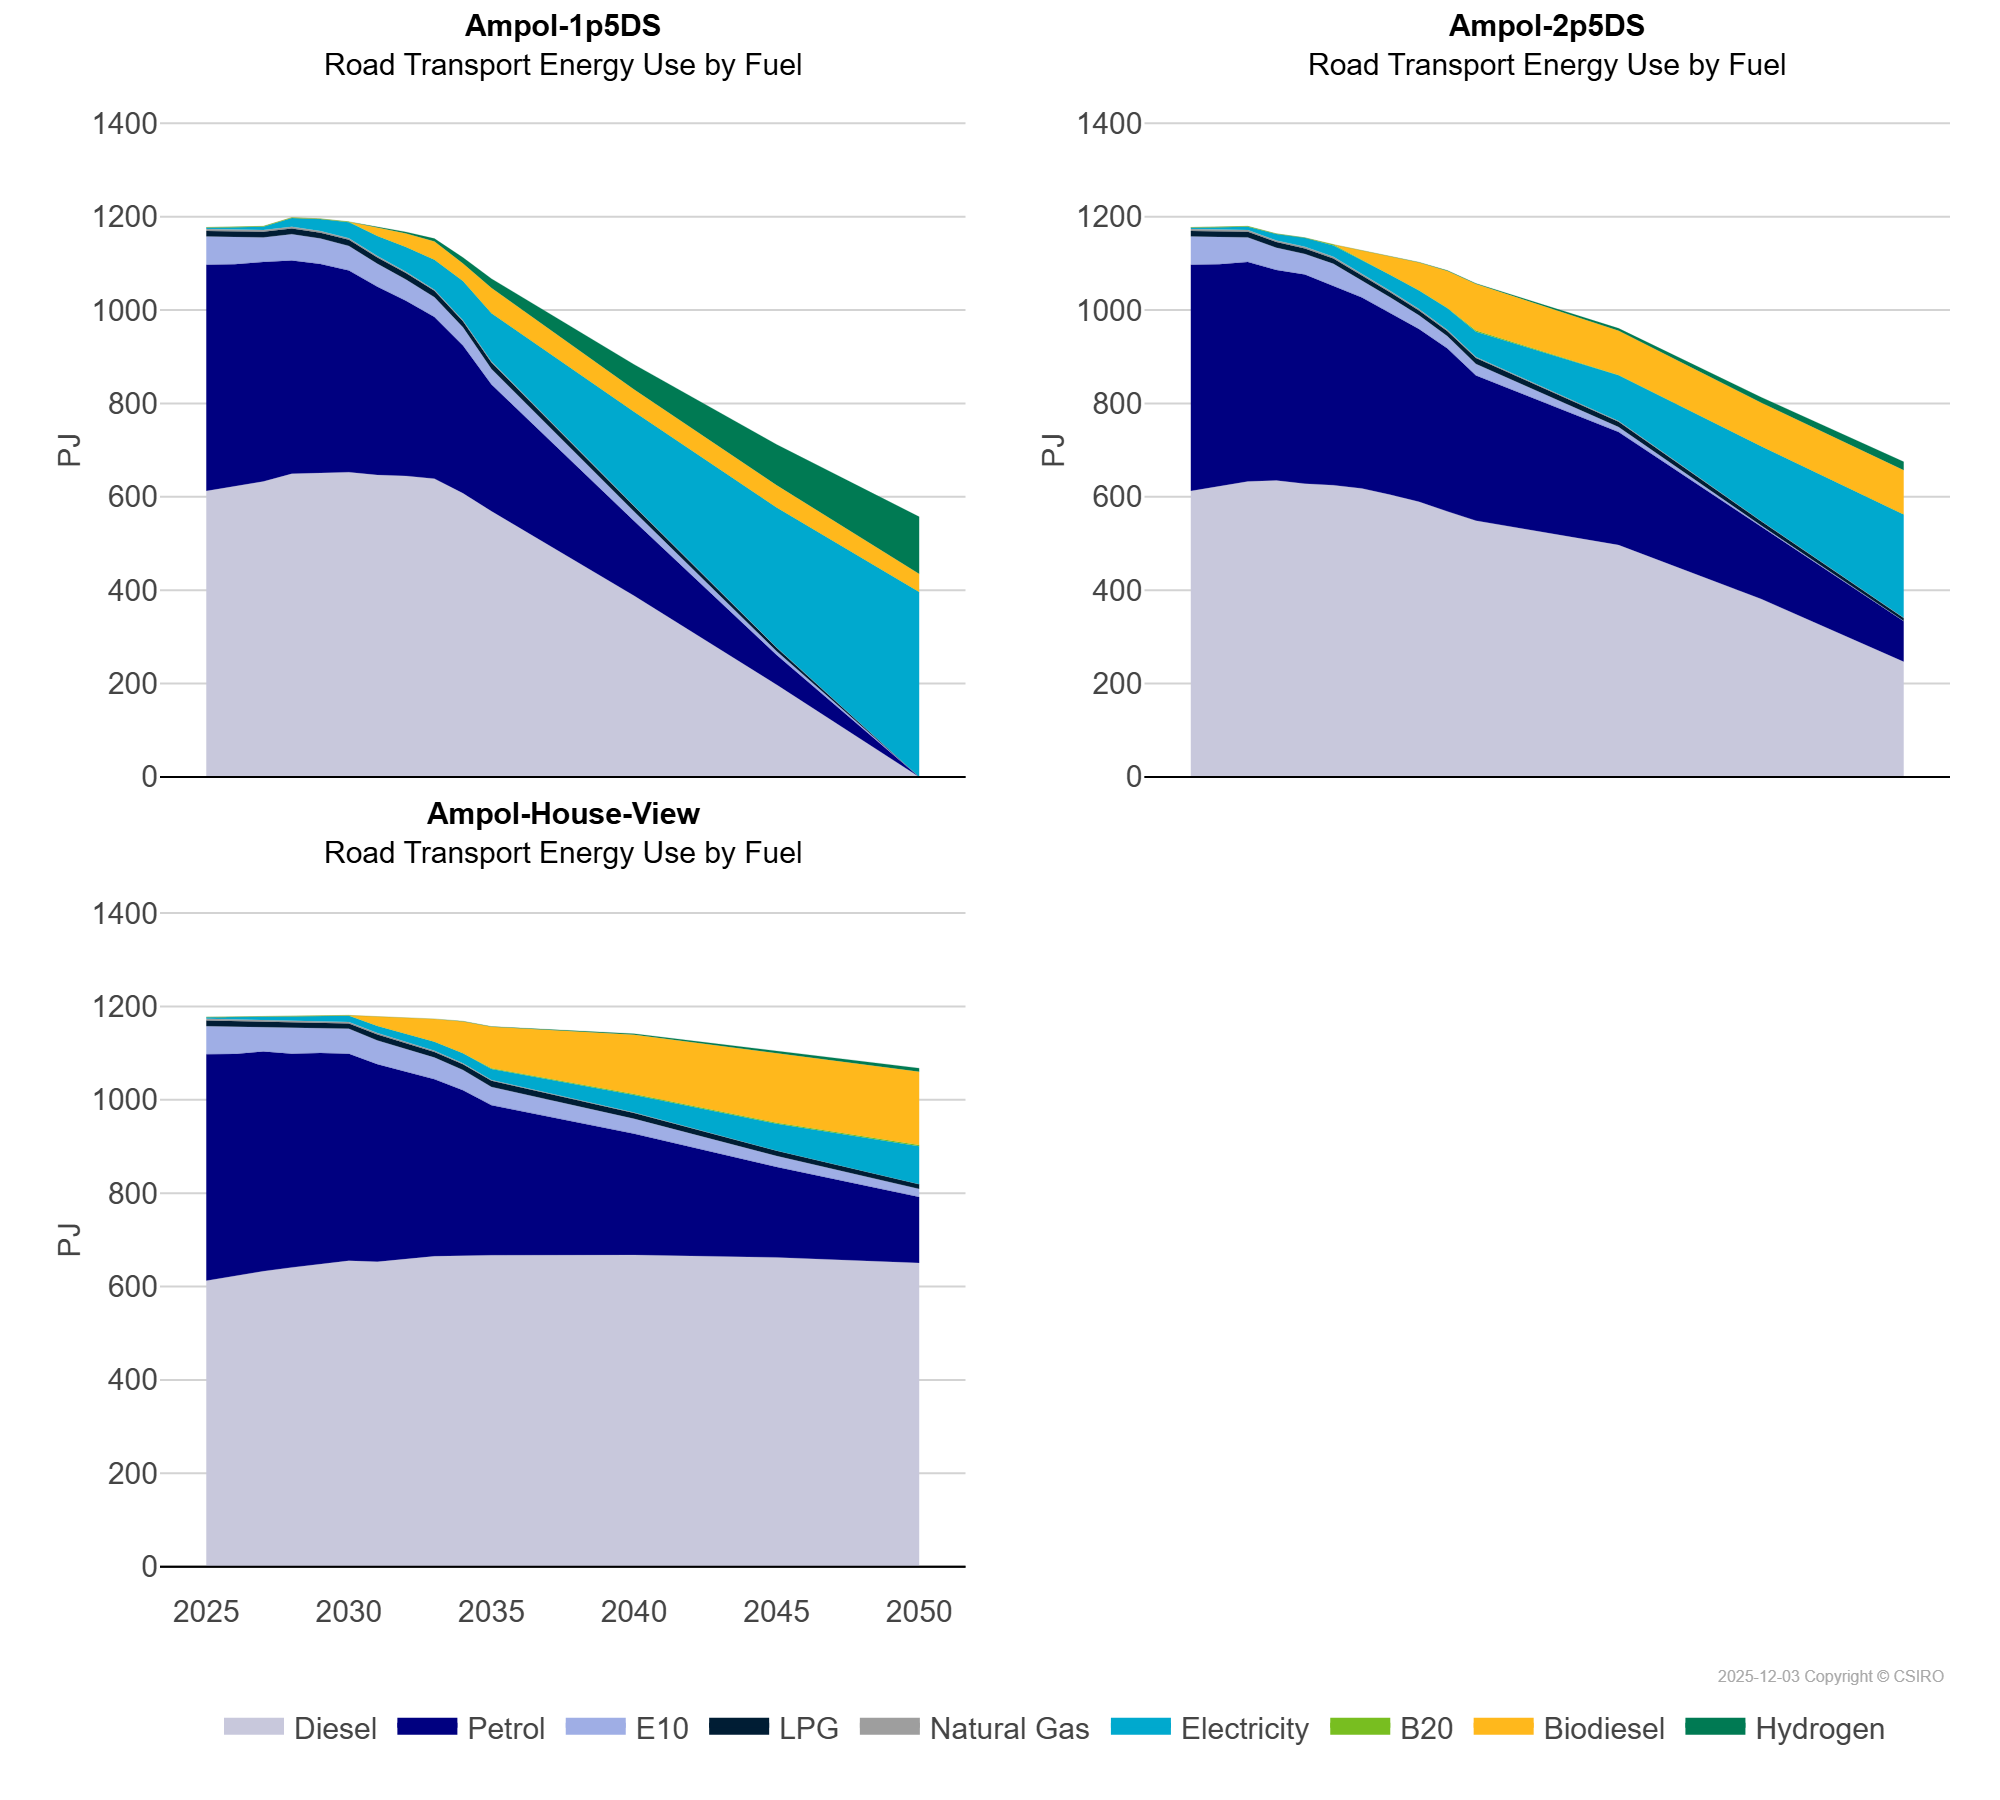 Ampol-1p5DS
Road Transport Energy Use by Fuel
1400
1200
1000
800
600
400
200
0
PJ
Ampol-2p5DS
Road Transport Energy Use by Fuel
1400
1200
1000
800
600
400
200
0
PJ
Ampol-House-View
Road Transport Energy Use by Fuel
1400
1200
1000
800
600
400
200
0
PJ
2025 2030 2035 2040 2045 2050
2025-12-03 Copyright © CSIRO
Diesel Petrol E10 LPG Natural Gas Electricity B20 Biodiesel Hydrogen